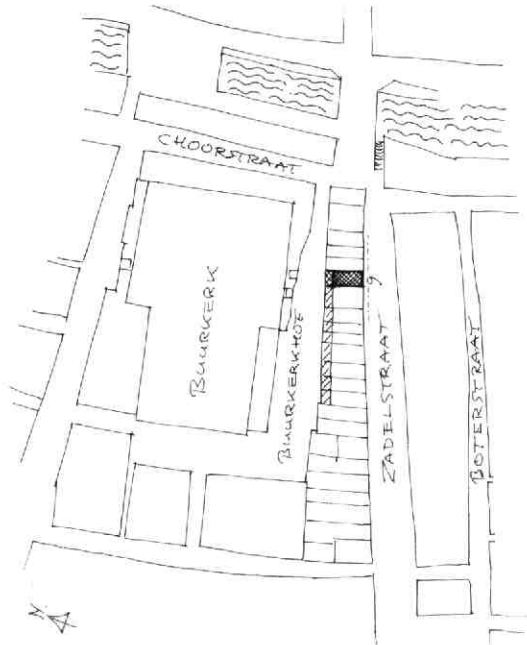 CHOORSTRAAT
BUURKERK
BUURKERKHOF
9
ZADELSTRAAT
BOTERSTRAAT
N